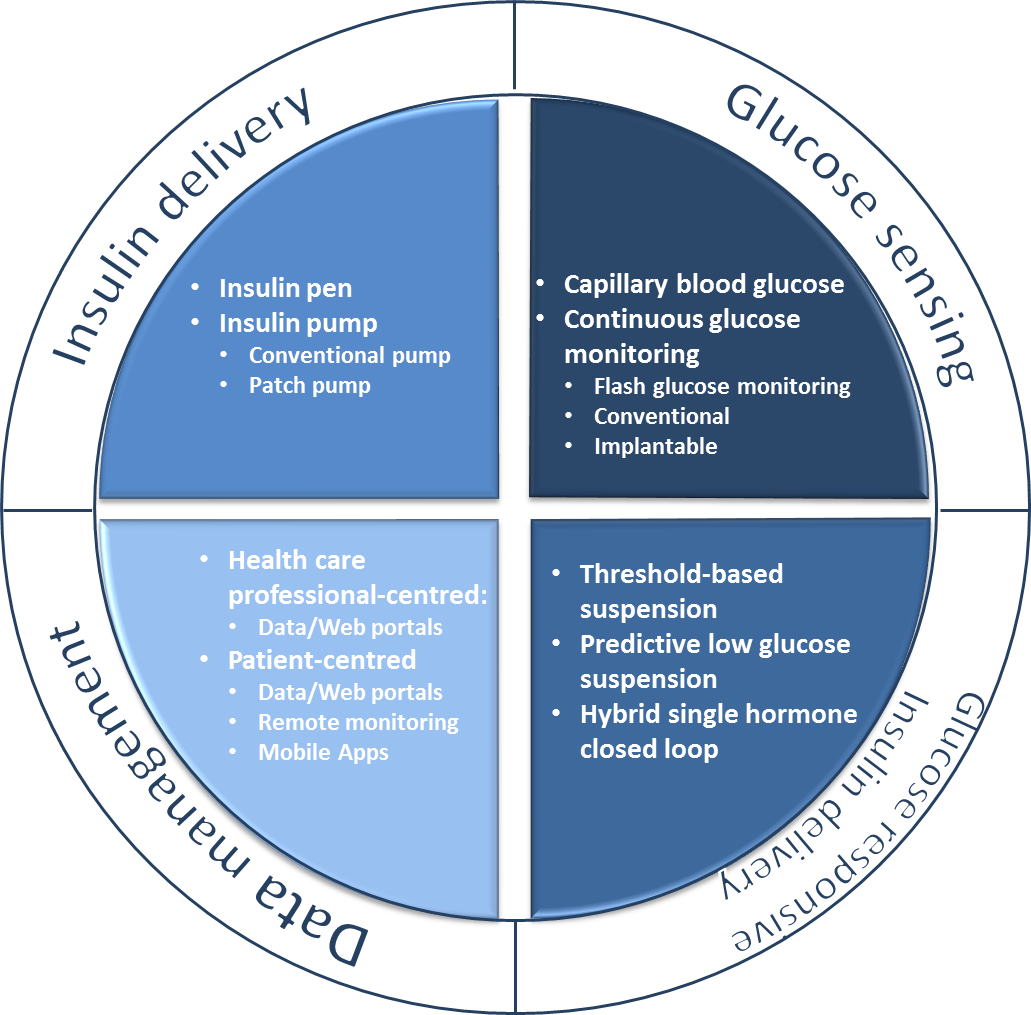 Insulin delivery
• Insulin pen
• Insulin pump
• Conventional pump
• Patch pump
Glucose sensing
• Capillary blood glucose
• Continuous glucose
monitoring
• Flash glucose monitoring
• Conventional
• Implantable
Data management
• Health care
professional-centred:
• Data/Web portals
• Patient-centred
• Data/Web portals
• Remote monitoring
• Mobile Apps
Glucose responsive
Insulin delivery
• Threshold-based
suspension
• Predictive low glucose
suspension
• Hybrid single hormone
closed loop